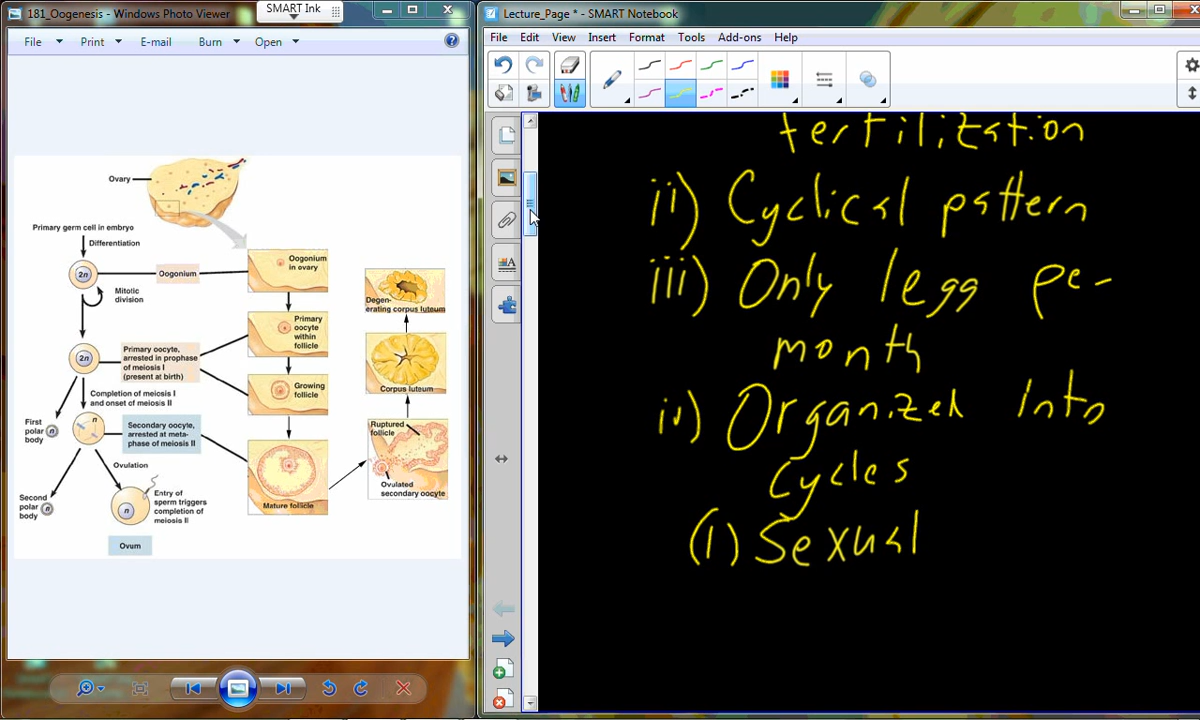 181_Oogenesis - Windows Photo Viewer
SMART Ink
File Print E-mail Burn Open
Ovary
Primary germ cell in embryo
Differentiation
2n
Oogonium
Oogonium
in ovary
Mitotic
division
Primary
oocyte
within
follicle
2n
Primary oocyte,
arrested in prophase
of meiosis I
(present at birth)
Growing
follicle
Completion of meiosis I
and onset of meiosis II
First
polar
body
n
n
Secondary oocyte,
arrested at meta-
phase of meiosis II
Ovulation
Second
polar
body
n
n
Entry of
sperm triggers
completion of
meiosis II
Ovum
Mature follicle
Ruptured
follicle
Ovulated
secondary oocyte
Corpus luteum
Degen-
erating corpus luteum
Lecture_Page * - SMART Notebook
File Edit View Insert Format Tools Add-ons Help
fertilization
ii) Cyclical pattern
iii) Only 1egg per
month
iv) Organized into
cycles
(1) Sexual